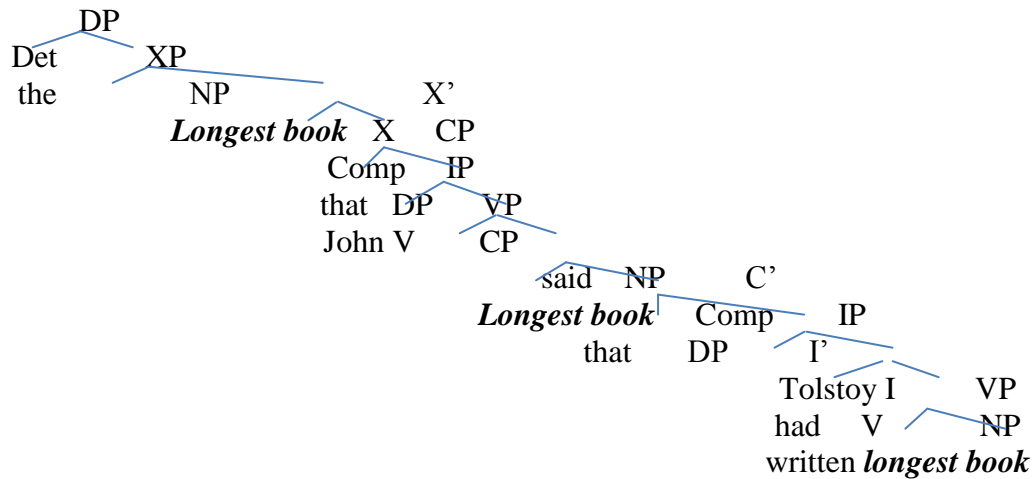 DP
Det XP
the NP X’
Longest book X CP
Comp IP
that DP VP
John V CP
said NP C’
Longest book Comp IP
that DP I’
Tolstoy I VP
had V NP
written longest book